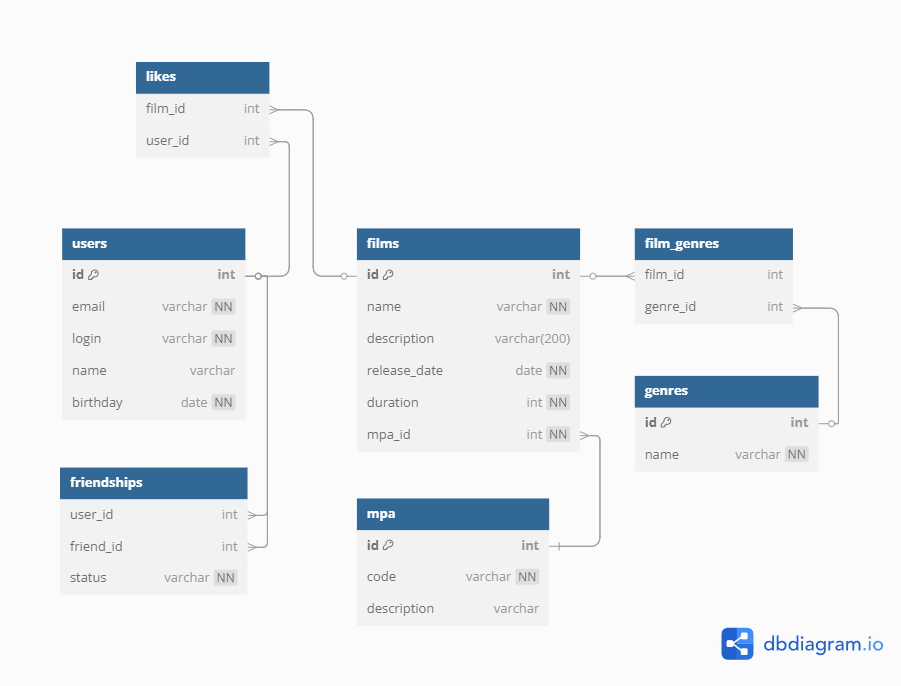 likes
film_id int
user_id int
users
id int
email varchar NN
login varchar NN
name varchar
birthday date NN
films
id int
name varchar NN
description varchar(200)
release_date date NN
duration int NN
mpa_id int NN
film_genres
film_id int
genre_id int
genres
id int
name varchar NN
friendships
user_id int
friend_id int
status varchar NN
mpa
id int
code varchar NN
description varchar
dbdiagram.io